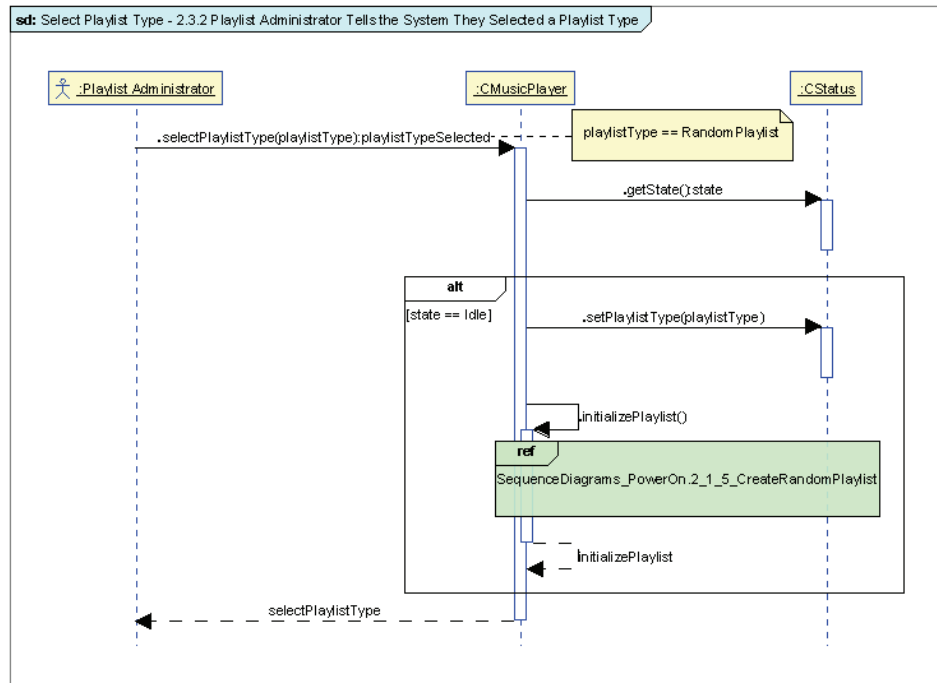 sd: Select Playlist Type - 2.3.2 Playlist Administrator Tells the System They Selected a Playlist Type
:Playlist Administrator
:CMusicPlayer
:CStatus
.selectPlaylistType(playlistType):playlistTypeSelected
playlistType == RandomPlaylist
.getState():state
alt
[state == Idle]
.setPlaylistType(playlistType)
.initializePlaylist()
ref
SequenceDiagrams_PowerOn.2_1_5_CreateRandomPlaylist
initializePlaylist
selectPlaylistType